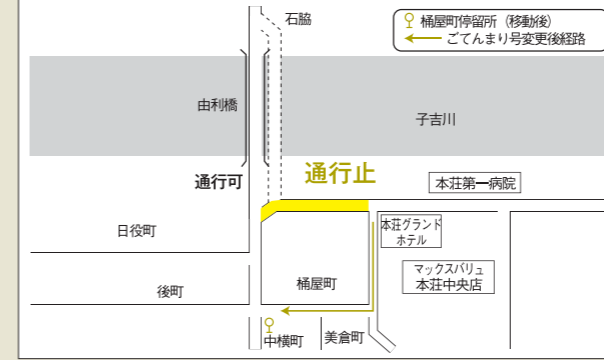 石脇
桶屋町停留所（移動後）
ごてんまり号変更後経路
由利橋
子吉川
通行可
通行止
本荘第一病院
日役町
本荘グランド
ホテル
マックスバリュ
本荘中央店
後町
桶屋町
中横町
美倉町